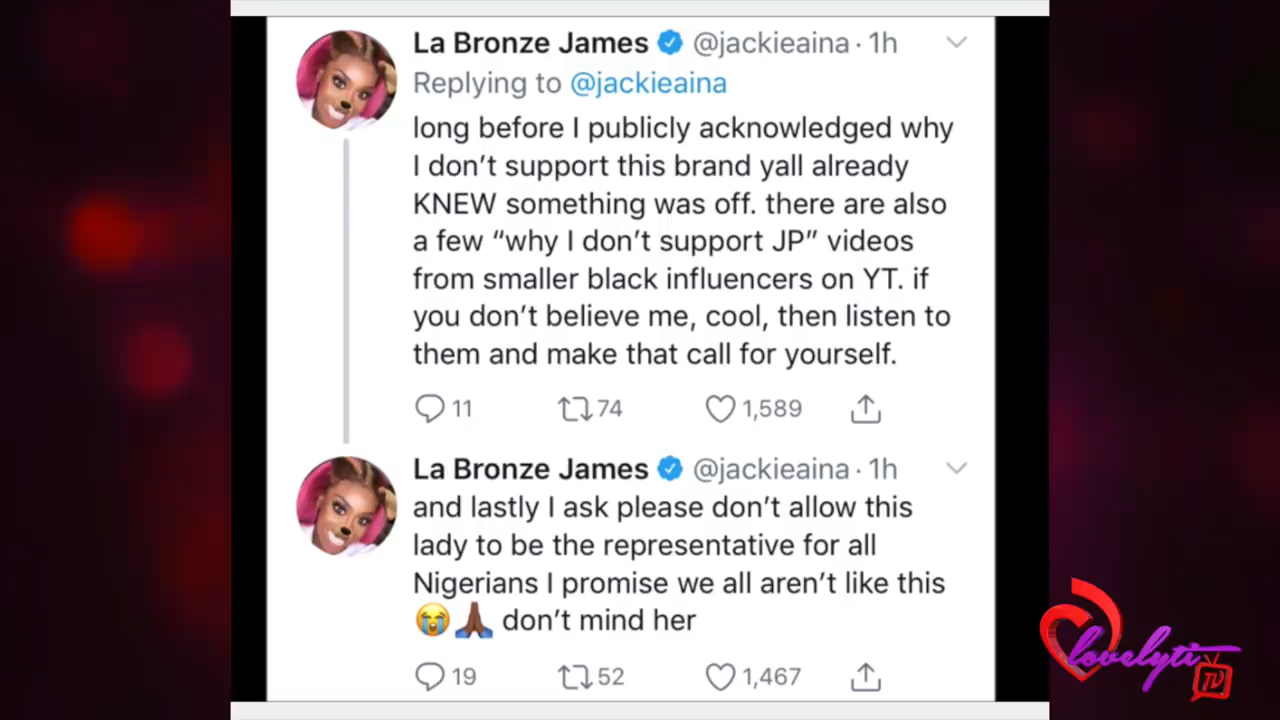 La Bronze James @jackieaina · 1h
Replying to @jackieaina
long before I publicly acknowledged why
I don't support this brand yall already
KNEW something was off. there are also
a few “why I don't support JP” videos
from smaller black influencers on YT. if
you don't believe me, cool, then listen to
them and make that call for yourself.
11 74 1,589
La Bronze James @jackieaina · 1h
and lastly I ask please don't allow this
lady to be the representative for all
Nigerians I promise we all aren't like this
😭🙏🏾 don't mind her
19 52 1,467
lovelyti
TV